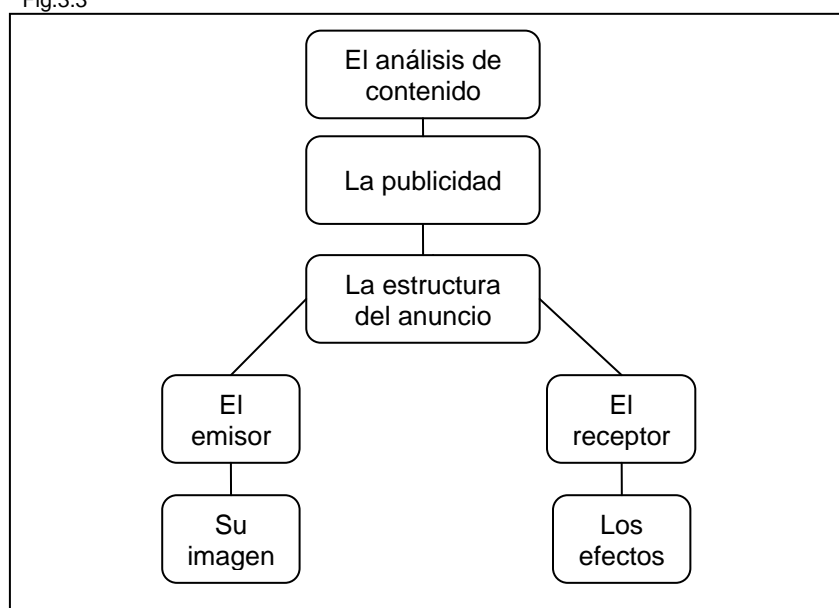 Fig.3.3
El análisis de
contenido
La publicidad
La estructura
del anuncio
El
emisor
El
receptor
Su
imagen
Los
efectos